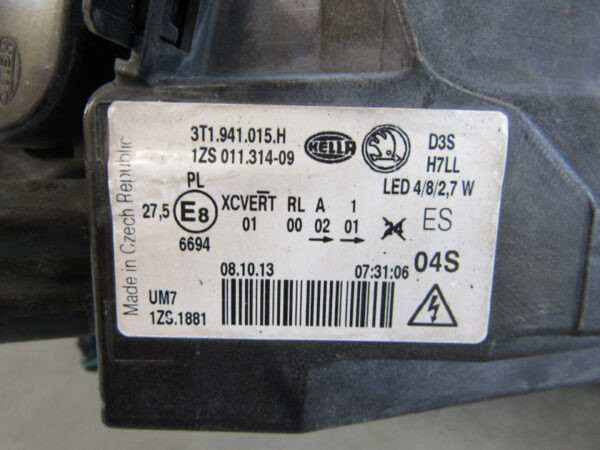 HELLA
3T1.941.015.H
1ZS 011.314-09
HELLA
D3S
H7LL
LED 4/8/2,7 W
Made in Czech Republic
PL
27,5 E8 XCVERT RL A 1
01 00 02 01 24 ES
6694
08.10.13 07:31:06 04S
UM7
1ZS.1881